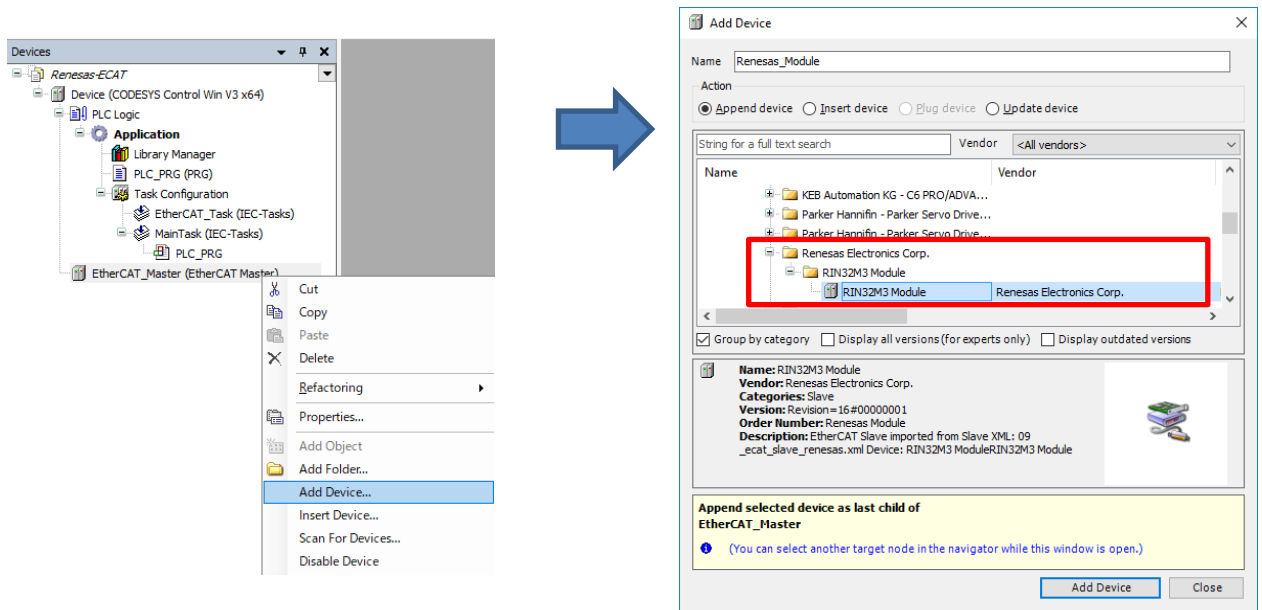 Devices
Renesas-ECAT
Device (CODESYS Control Win V3 x64)
PLC Logic
Application
Library Manager
PLC_PRG (PRG)
Task Configuration
EtherCAT_Task (IEC-Tasks)
MainTask (IEC-Tasks)
PLC_PRG
EtherCAT_Master (EtherCAT Master)
Cut
Copy
Paste
Delete
Refactoring
Properties...
Add Object
Add Folder...
Add Device...
Insert Device...
Scan For Devices...
Disable Device
Add Device
Name Renesas_Module
Action
Append device Insert device Plug device Update device
String for a full text search Vendor <All vendors>
Name Vendor
KEB Automation KG - C6 PRO/ADVA...
Parker Hannifin - Parker Servo Drive...
Parker Hannifin - Parker Servo Drive...
Renesas Electronics Corp.
RIN32M3 Module
RIN32M3 Module Renesas Electronics Corp.
Group by category Display all versions (for experts only) Display outdated versions
Name: RIN32M3 Module
Vendor: Renesas Electronics Corp.
Categories: Slave
Version: Revision=16#00000001
Order Number: Renesas Module
Description: EtherCAT Slave imported from Slave XML: 09
_ecat_slave_renesas.xml Device: RIN32M3 ModuleRIN32M3 Module
Append selected device as last child of
EtherCAT_Master
(You can select another target node in the navigator while this window is open.)
Add Device Close